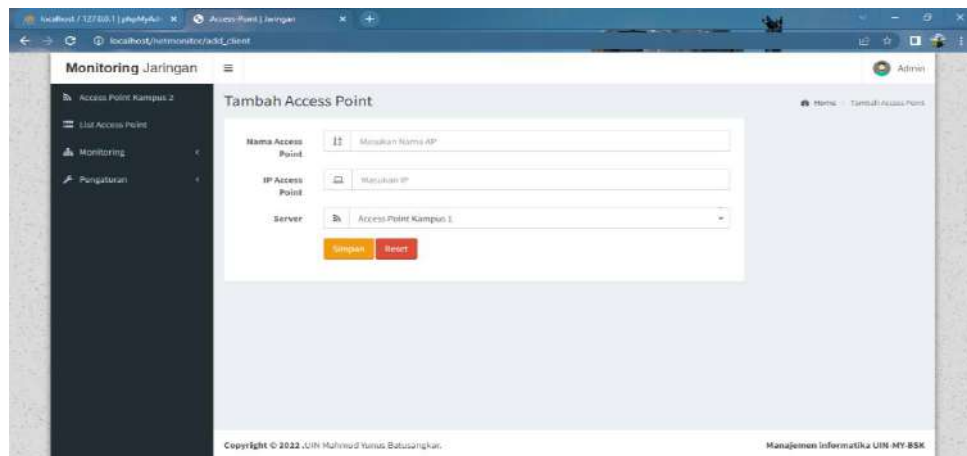 localhost / 127.0.0.1 | phpMyAd
Access Point | Jaringan
localhost/netmonitor/add_client
Monitoring Jaringan
Admin
Access Point Kampus 2
List Access Point
Monitoring
Pengaturan
Tambah Access Point
Home
Tambah Access Point
Nama Access Point
Masukan Nama AP
IP Access Point
Masukan IP
Server
Access Point Kampus 1
Simpan
Reset
Copyright © 2022 .UIN Mahmud Yunus Batusangkar.
Manajemen informatika UIN-MY-BSK